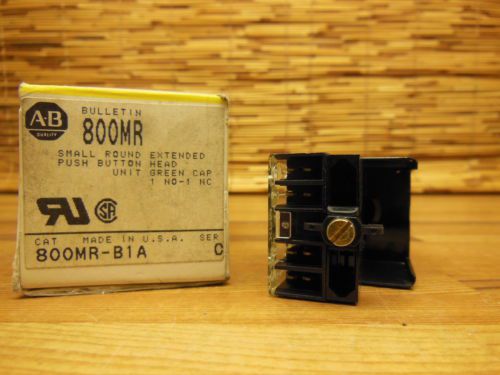 A-B
QUALITY
BULLETIN
800MR
SMALL ROUND EXTENDED
PUSH BUTTON HEAD
UNIT GREEN CAP
1 NO-1 NC
CAT MADE IN U.S.A. SER
800MR-B1A C